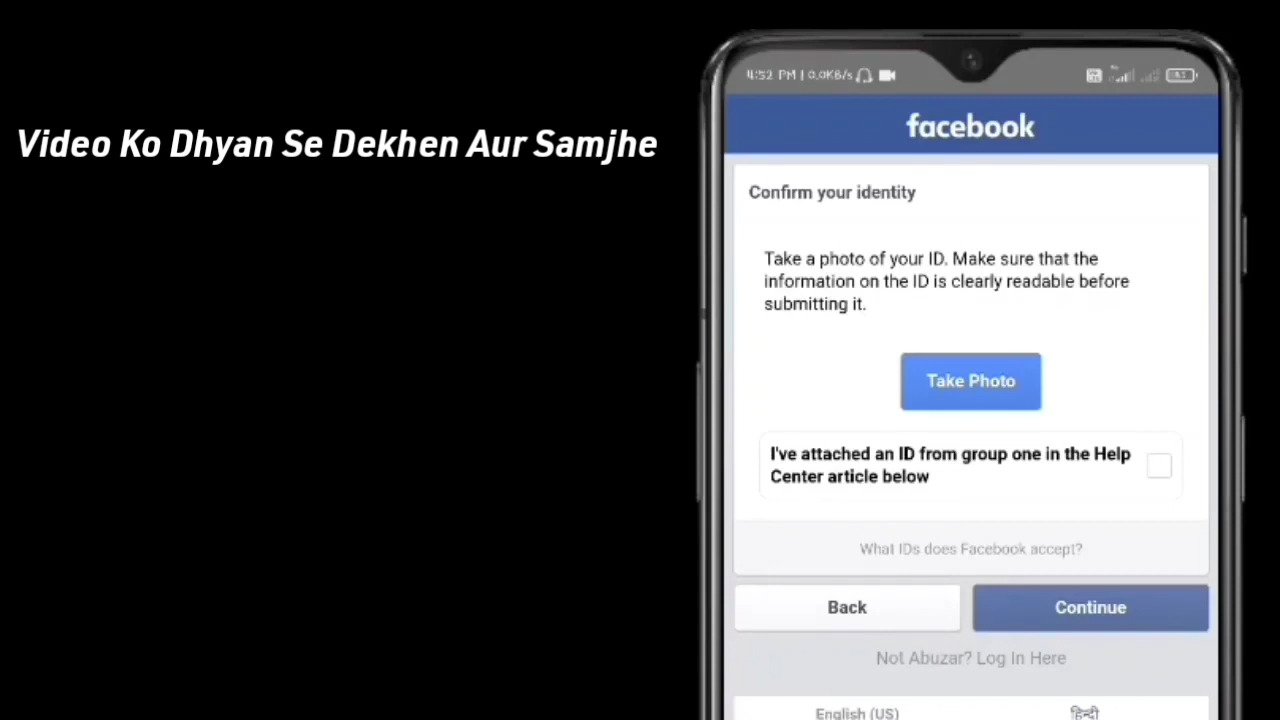 Video Ko Dhyan Se Dekhen Aur Samjhe
4:52 PM | 0.0KB/s
facebook
Confirm your identity
Take a photo of your ID. Make sure that the
information on the ID is clearly readable before
submitting it.
Take Photo
I've attached an ID from group one in the Help
Center article below
What IDs does Facebook accept?
Back
Continue
Not Abuzar? Log In Here
English (US)
हिन्दी